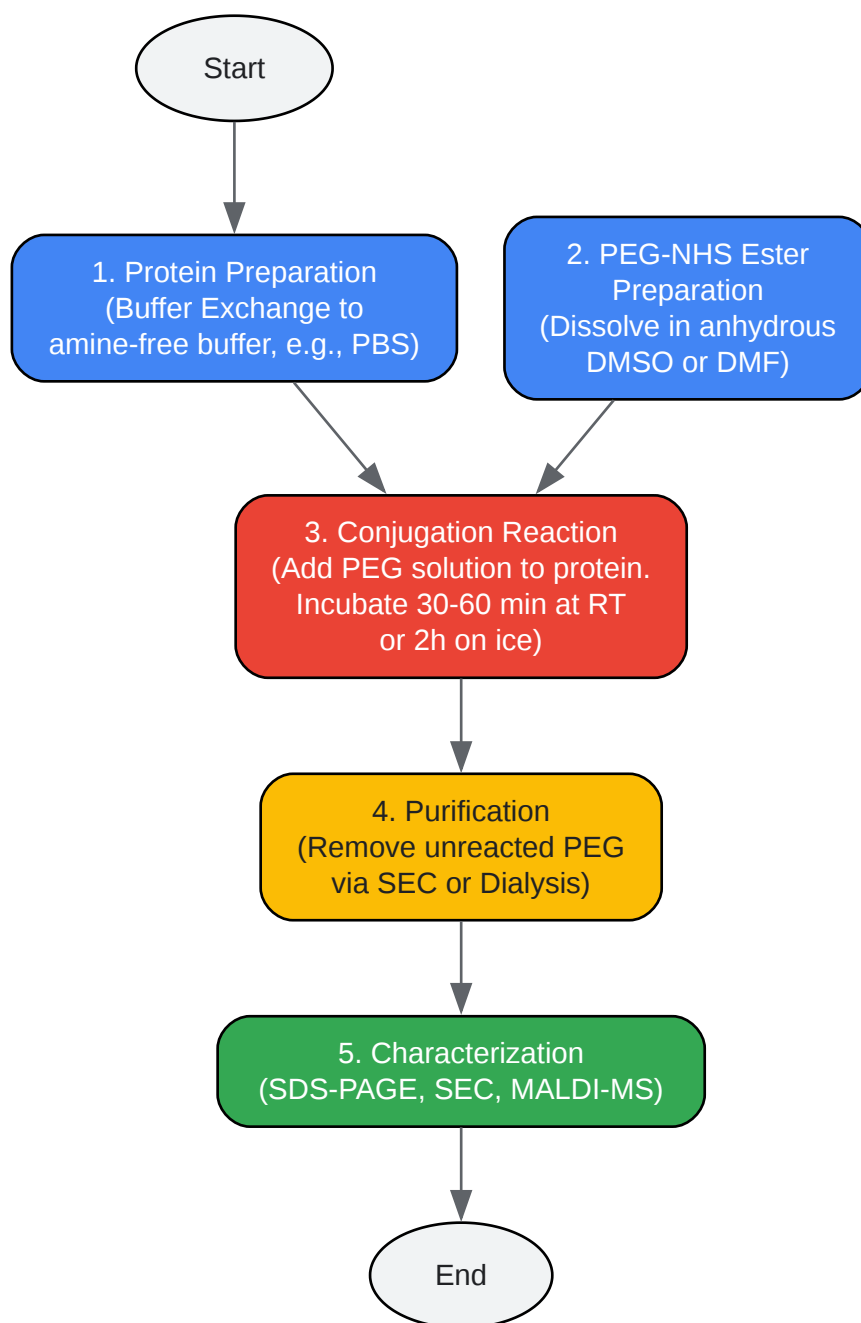 Start
1. Protein Preparation
(Buffer Exchange to
amine-free buffer, e.g., PBS)
2. PEG-NHS Ester
Preparation
(Dissolve in anhydrous
DMSO or DMF)
3. Conjugation Reaction
(Add PEG solution to protein.
Incubate 30-60 min at RT
or 2h on ice)
4. Purification
(Remove unreacted PEG
via SEC or Dialysis)
5. Characterization
(SDS-PAGE, SEC, MALDI-MS)
End